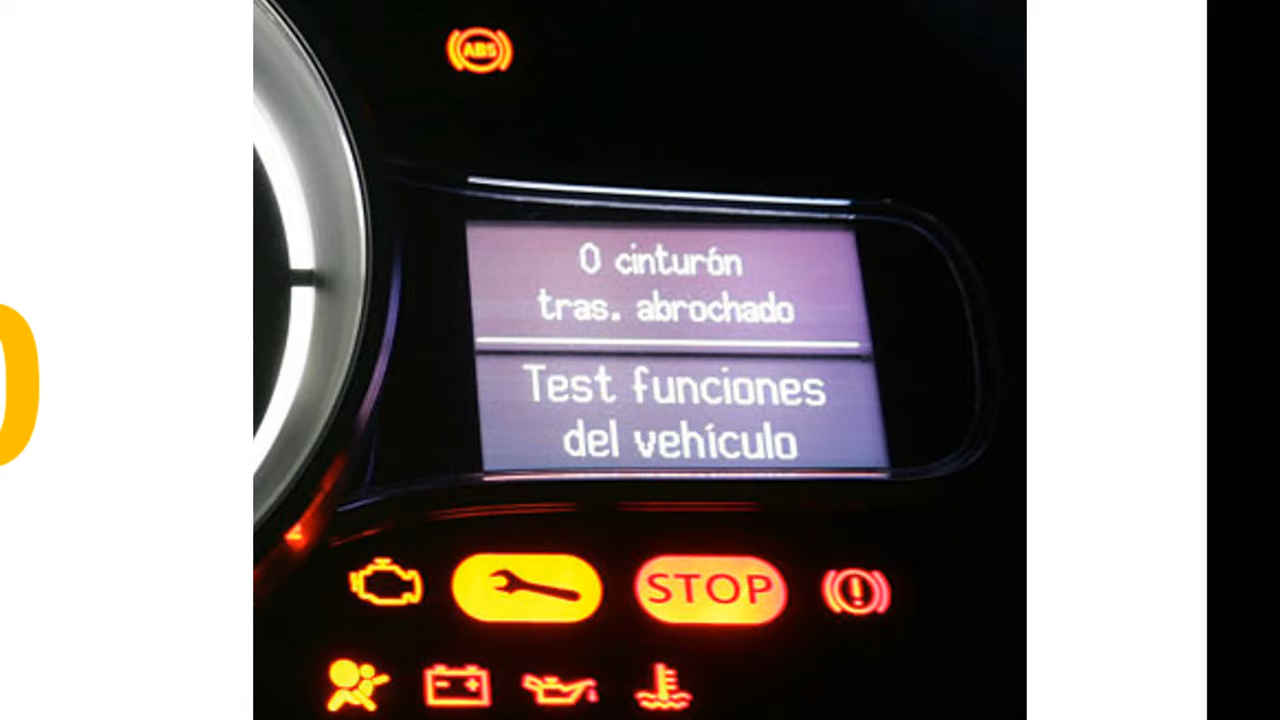 ABS
0 cinturón
tras. abrochado
Test funciones
del vehículo
STOP